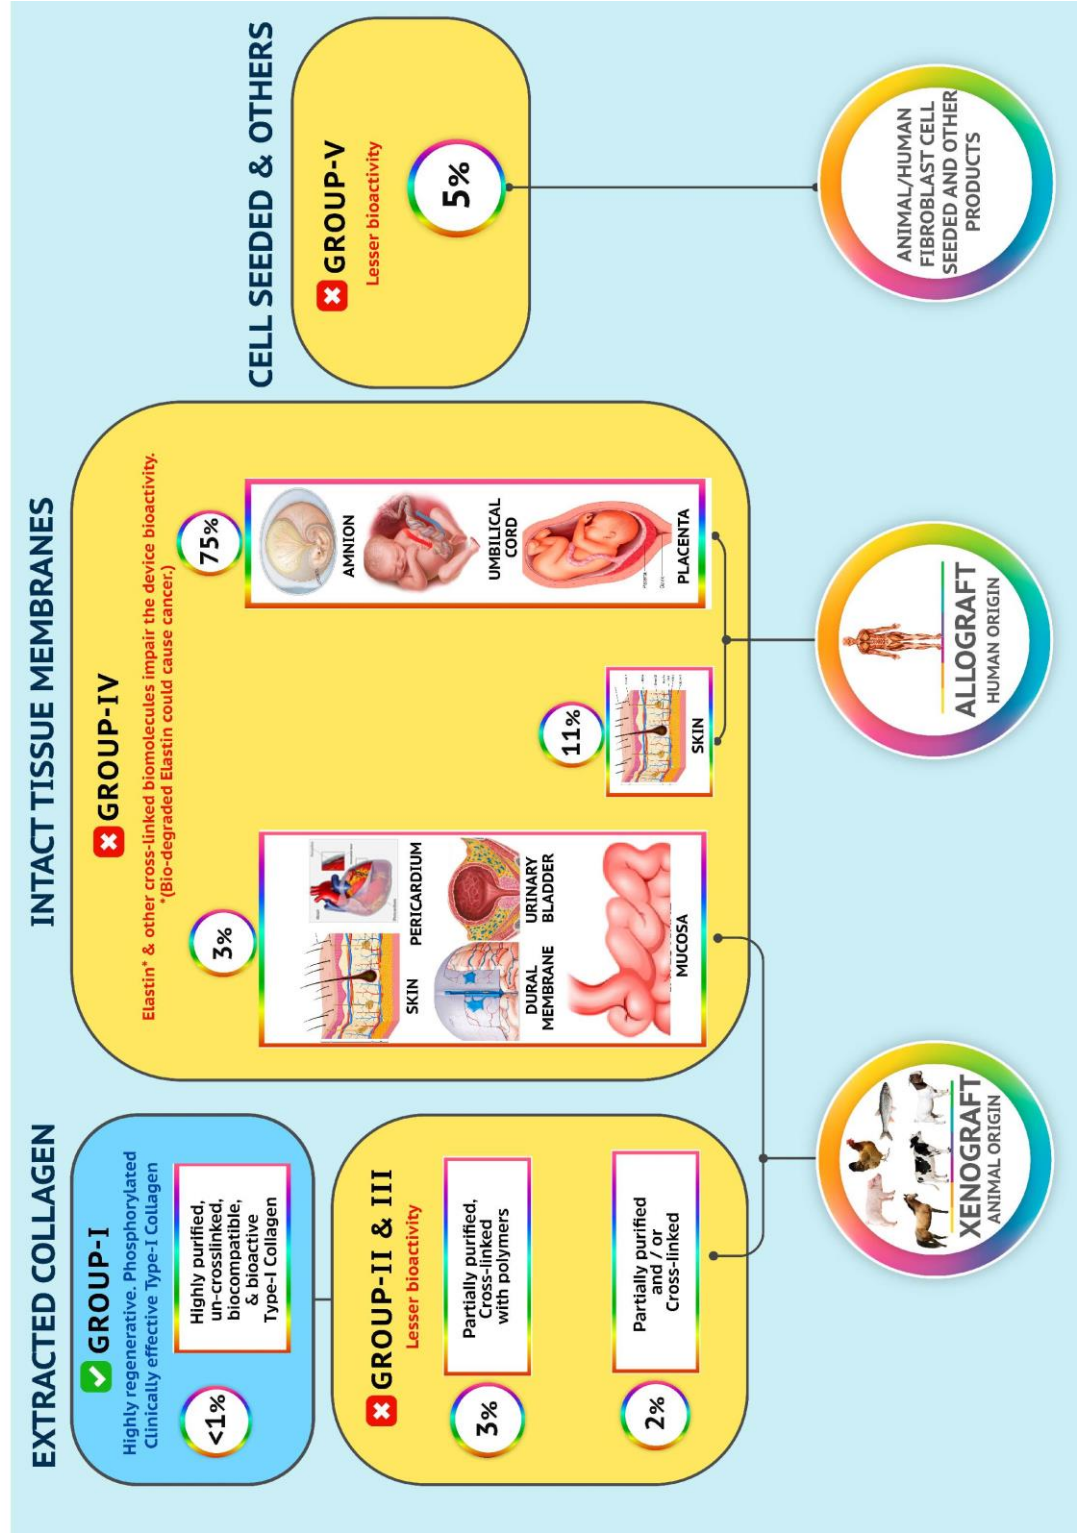 EXTRACTED COLLAGEN
GROUP-I
Highly regenerative. Phosphorylated
Clinically effective Type-I Collagen
<1%
Highly purified,
un-crosslinked,
biocompatible,
& bioactive
Type-I Collagen
GROUP-II & III
Lesser bioactivity
3%
Partially purified,
Cross-linked
with polymers
2%
Partially purified
and / or
Cross-linked
INTACT TISSUE MEMBRANES
GROUP-IV
Elastin* & other cross-linked biomolecules impair the device bioactivity.
*(Bio-degraded Elastin could cause cancer.)
3%
SKIN
PERICARDIUM
DURAL
MEMBRANE
URINARY
BLADDER
MUCOSA
11%
SKIN
75%
AMNION
UMBILICAL
CORD
PLACENTA
CELL SEEDED & OTHERS
GROUP-V
Lesser bioactivity
5%
XENOGRAFT
ANIMAL ORIGIN
ALLOGRAFT
HUMAN ORIGIN
ANIMAL/HUMAN
FIBROBLAST CELL
SEEDED AND OTHER
PRODUCTS